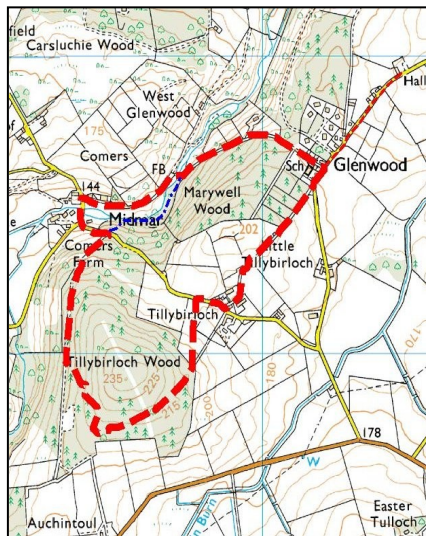 field
Carsluchie Wood
Hall
West
Glenwood
175
Comers
of
FB
Sch
Glenwood
144
Marywell
Wood
Midmar
Comers
Farm
202
Little
Tillybirloch
Tillybirloch
170
Tillybirloch Wood
235
225
215
200
180
178
W
n Burn
Auchintoul
Easter
Tulloch